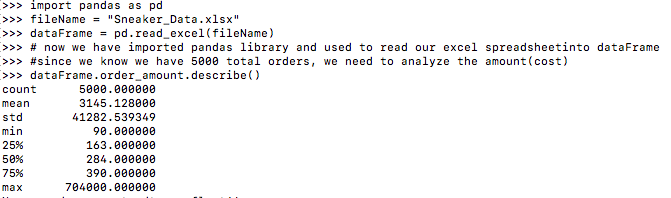 >>> import pandas as pd
>>> fileName = "Sneaker_Data.xlsx"
>>> dataFrame = pd.read_excel(fileName)
>>> # now we have imported pandas library and used to read our excel spreadsheetinto dataFrame
>>> #since we know we have 5000 total orders, we need to analyze the amount(cost)
>>> dataFrame.order_amount.describe()
count 5000.000000
mean 3145.128000
std 41282.539349
min 90.000000
25% 163.000000
50% 284.000000
75% 390.000000
max 704000.000000